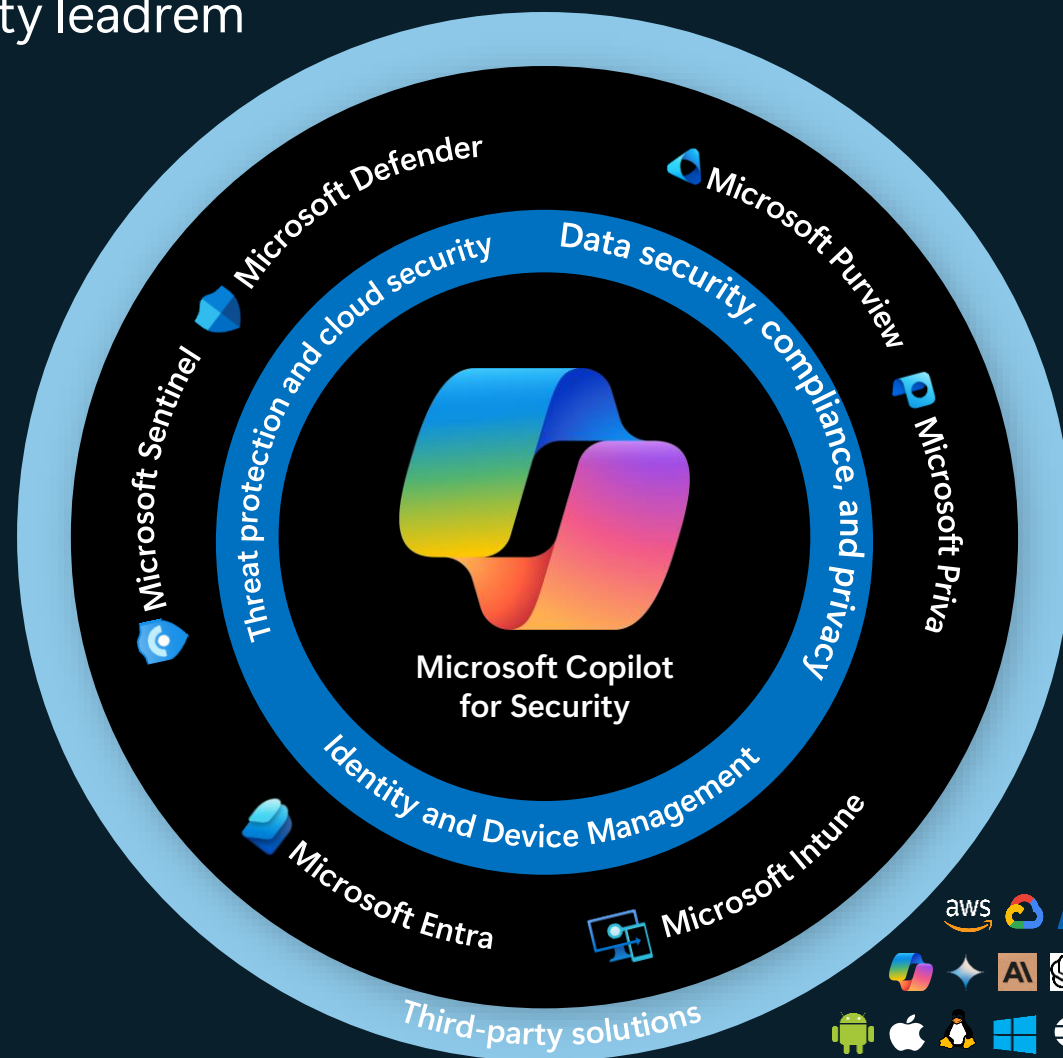 ty leadrem
Microsoft Defender
Microsoft Purview
Threat protection and cloud security
Data security, compliance, and privacy
Microsoft Sentinel
Microsoft Priva
Microsoft Copilot
for Security
Identity and Device Management
Microsoft Entra
Microsoft Intune
aws
A\
Third-party solutions